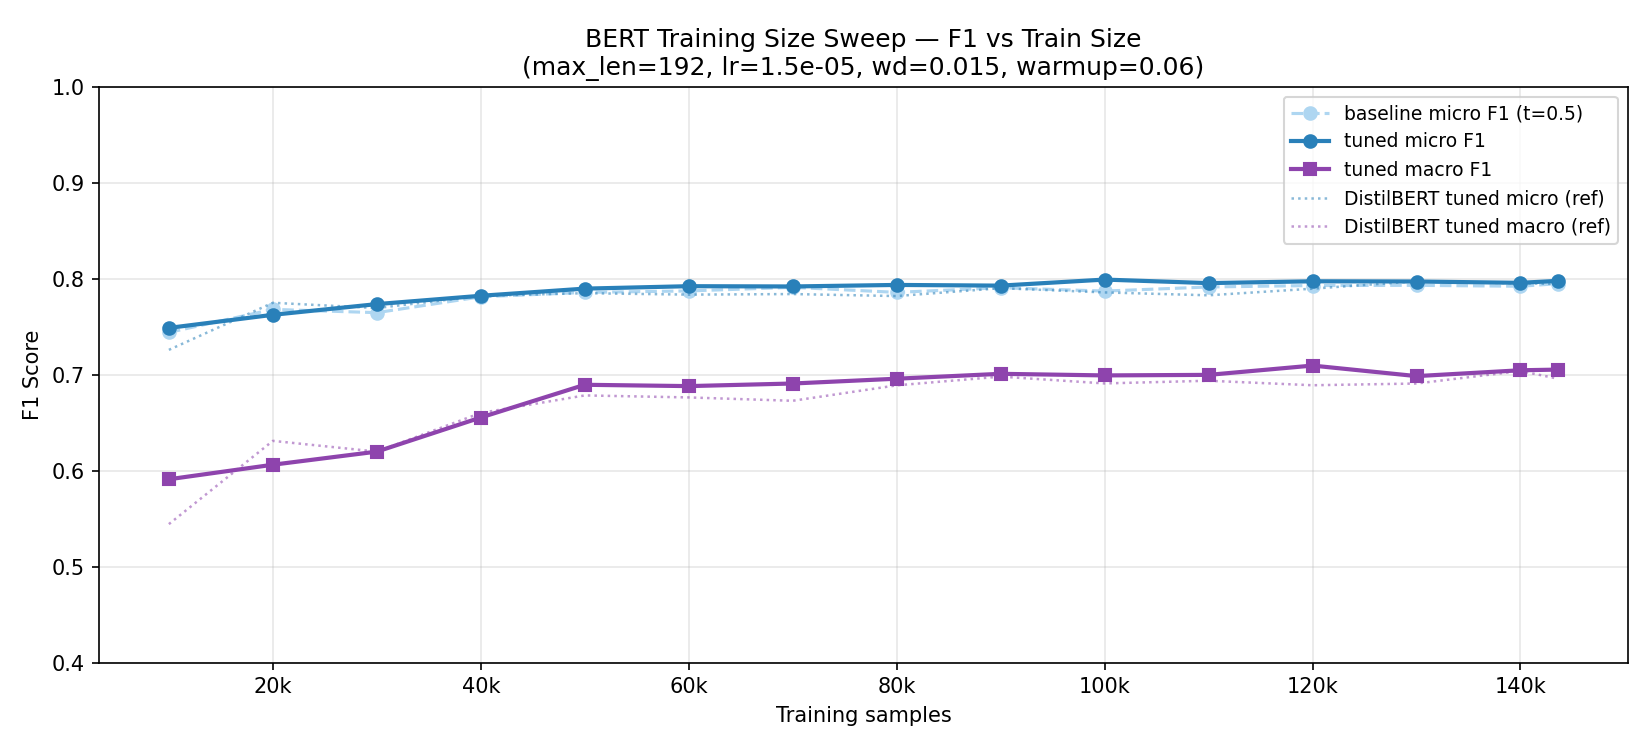 BERT Training Size Sweep — F1 vs Train Size
(max_len=192, lr=1.5e-05, wd=0.015, warmup=0.06)
baseline micro F1 (t=0.5)
tuned micro F1
tuned macro F1
DistilBERT tuned micro (ref)
DistilBERT tuned macro (ref)
F1 Score
1.0
0.9
0.8
0.7
0.6
0.5
0.4
20k
40k
60k
80k
100k
120k
140k
Training samples